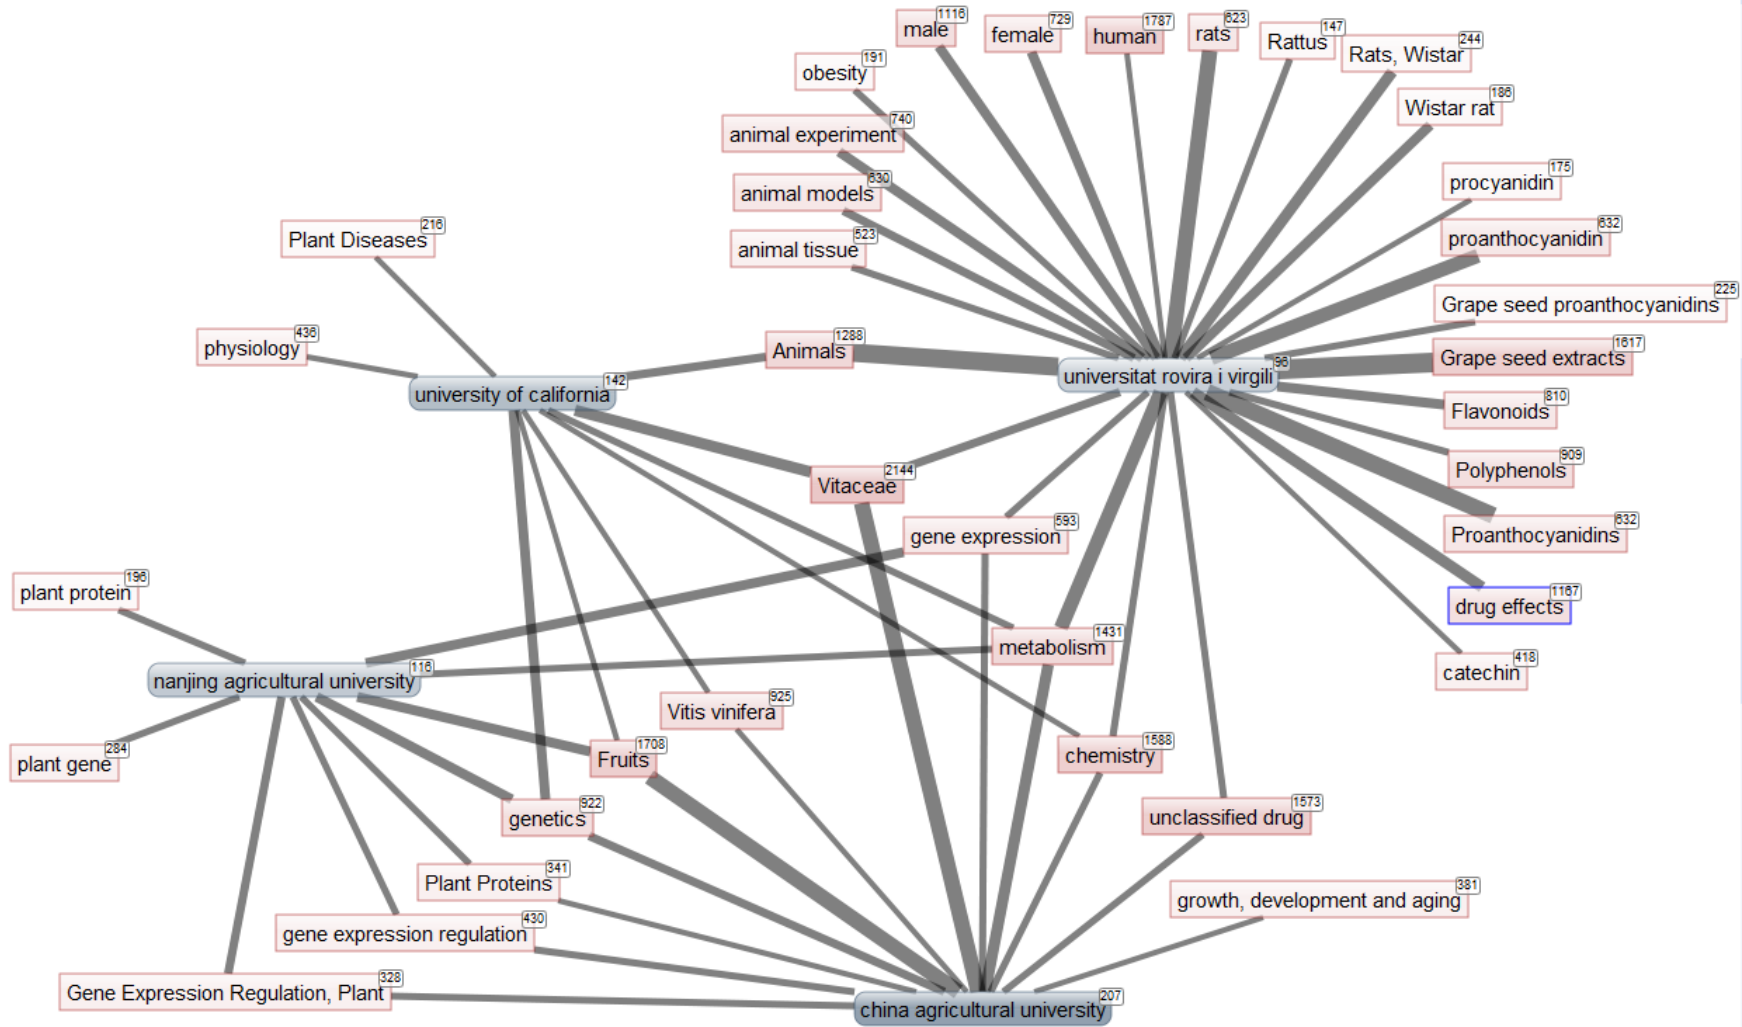 male 1116
female 729
human 1787
rats 623
Rattus 147
Rats, Wistar 244
obesity 191
Wistar rat 186
animal experiment 740
animal models 630
procyanidin 175
animal tissue 523
proanthocyanidin 632
Plant Diseases 216
Grape seed proanthocyanidins 225
physiology 436
Animals 1288
Grape seed extracts 1617
universitat rovira i virgili 96
university of california 142
Flavonoids 810
Polyphenols 909
Vitaceae 2144
gene expression 593
Proanthocyanidins 632
plant protein 196
drug effects 1167
metabolism 1431
catechin 418
nanjing agricultural university 116
Vitis vinifera 925
plant gene 284
Fruits 1708
chemistry 1588
genetics 922
unclassified drug 1573
Plant Proteins 341
growth, development and aging 381
gene expression regulation 430
Gene Expression Regulation, Plant 328
china agricultural university 207